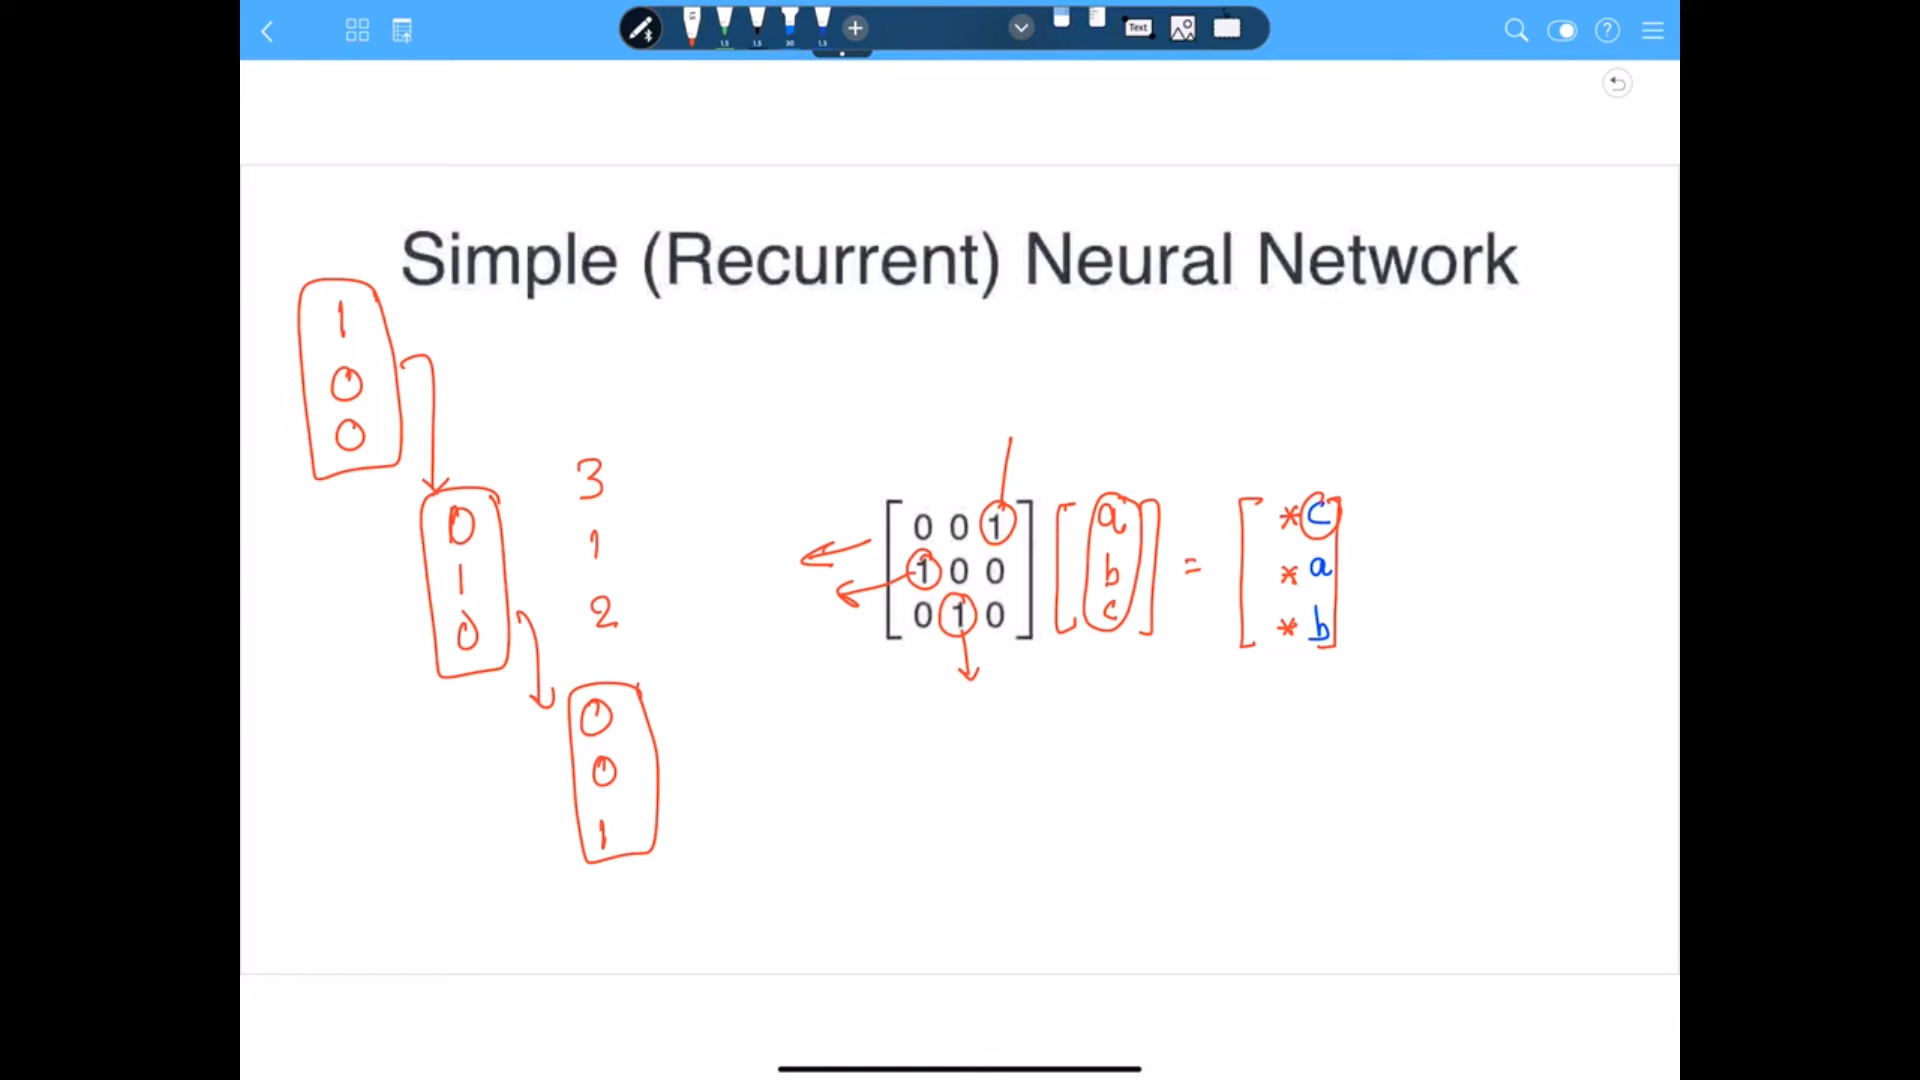 Text
Simple (Recurrent) Neural Network
1
0
0
0
1
0
3
1
2
0
0
1
[ 0 0 1 ] [ a ] = [ * c ]
[ 1 0 0 ] [ b ] = [ * a ]
[ 0 1 0 ] [ c ] = [ * b ]